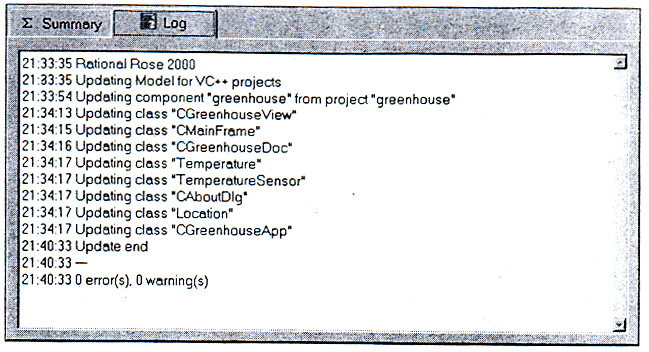 Σ Summary Log
21:33:35 Rational Rose 2000
21:33:35 Updating Model for VC++ projects
21:33:54 Updating component "greenhouse" from project "greenhouse"
21:34:13 Updating class "CGreenhouseView"
21:34:15 Updating class "CMainFrame"
21:34:16 Updating class "CGreenhouseDoc"
21:34:17 Updating class "Temperature"
21:34:17 Updating class "TemperatureSensor"
21:34:17 Updating class "CAboutDlg"
21:34:17 Updating class "Location"
21:34:17 Updating class "CGreenhouseApp"
21:40:33 Update end
21:40:33 ---
21:40:33 0 error(s), 0 warning(s)